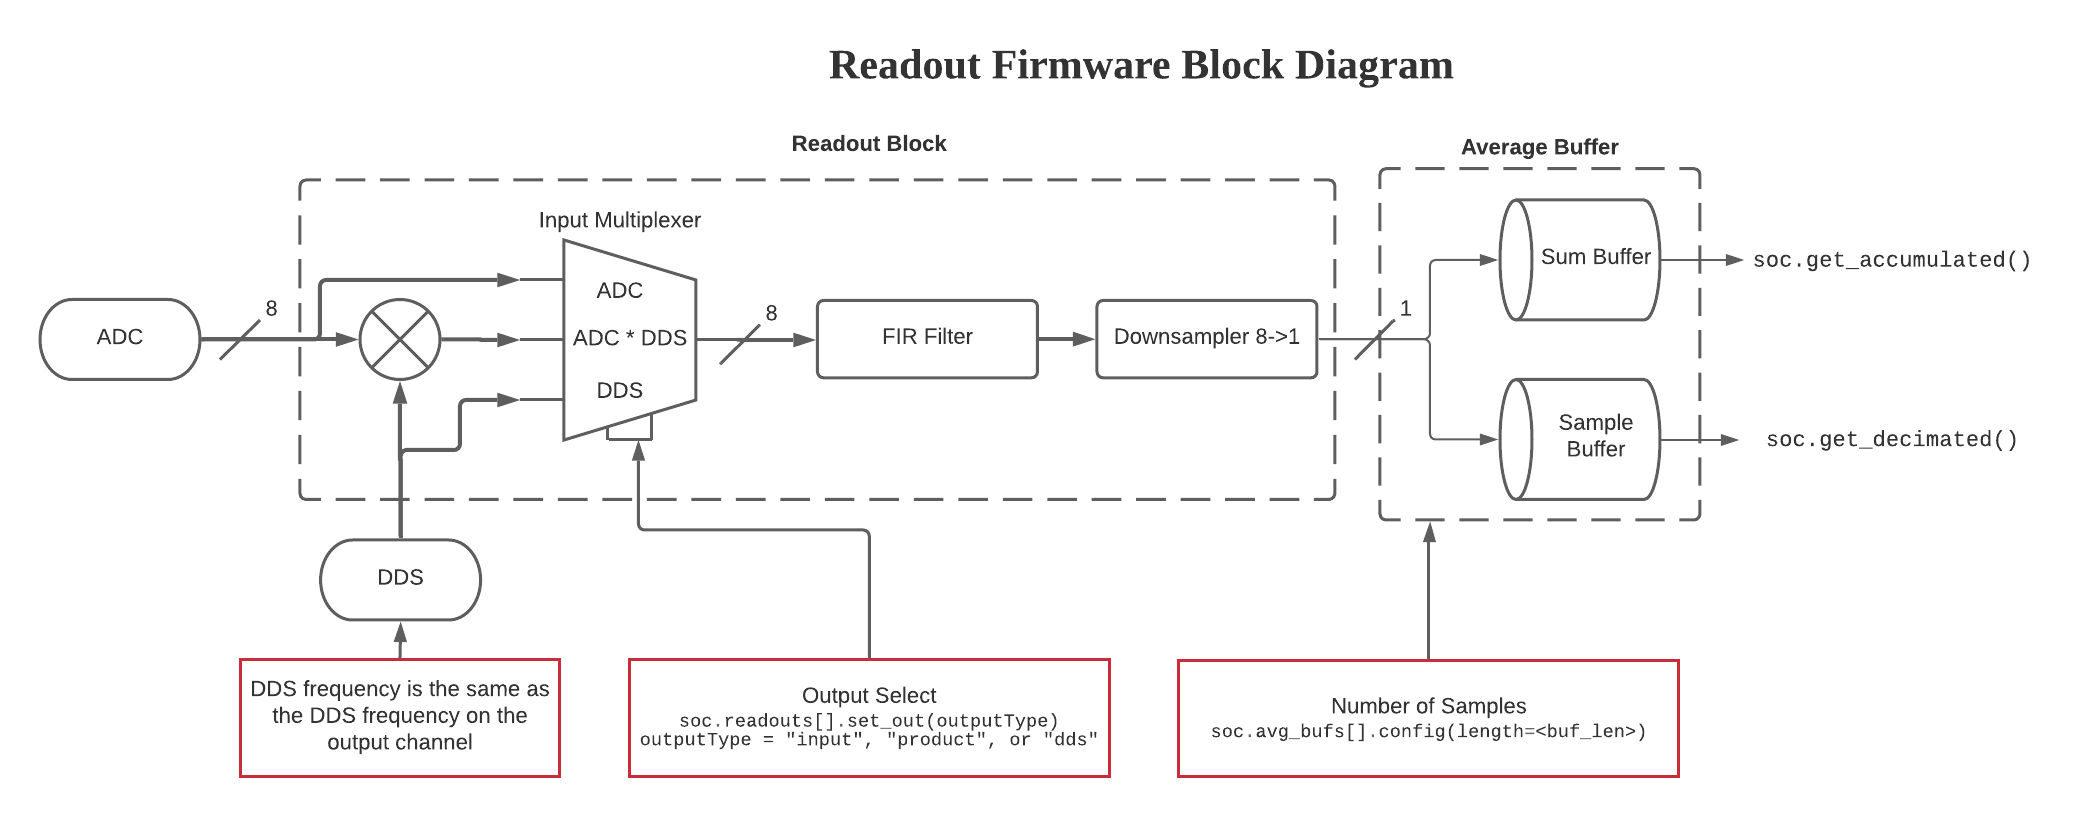 Readout Firmware Block Diagram
Readout Block
Average Buffer
Input Multiplexer
ADC
8
ADC
ADC * DDS
DDS
8
FIR Filter
Downsampler 8->1
1
Sum Buffer
soc.get_accumulated()
Sample
Buffer
soc.get_decimated()
DDS
DDS frequency is the same as
the DDS frequency on the
output channel
Output Select
soc.readouts[].set_out(outputType)
outputType = "input", "product", or "dds"
Number of Samples
soc.avg_bufs[].config(length=<buf_len>)